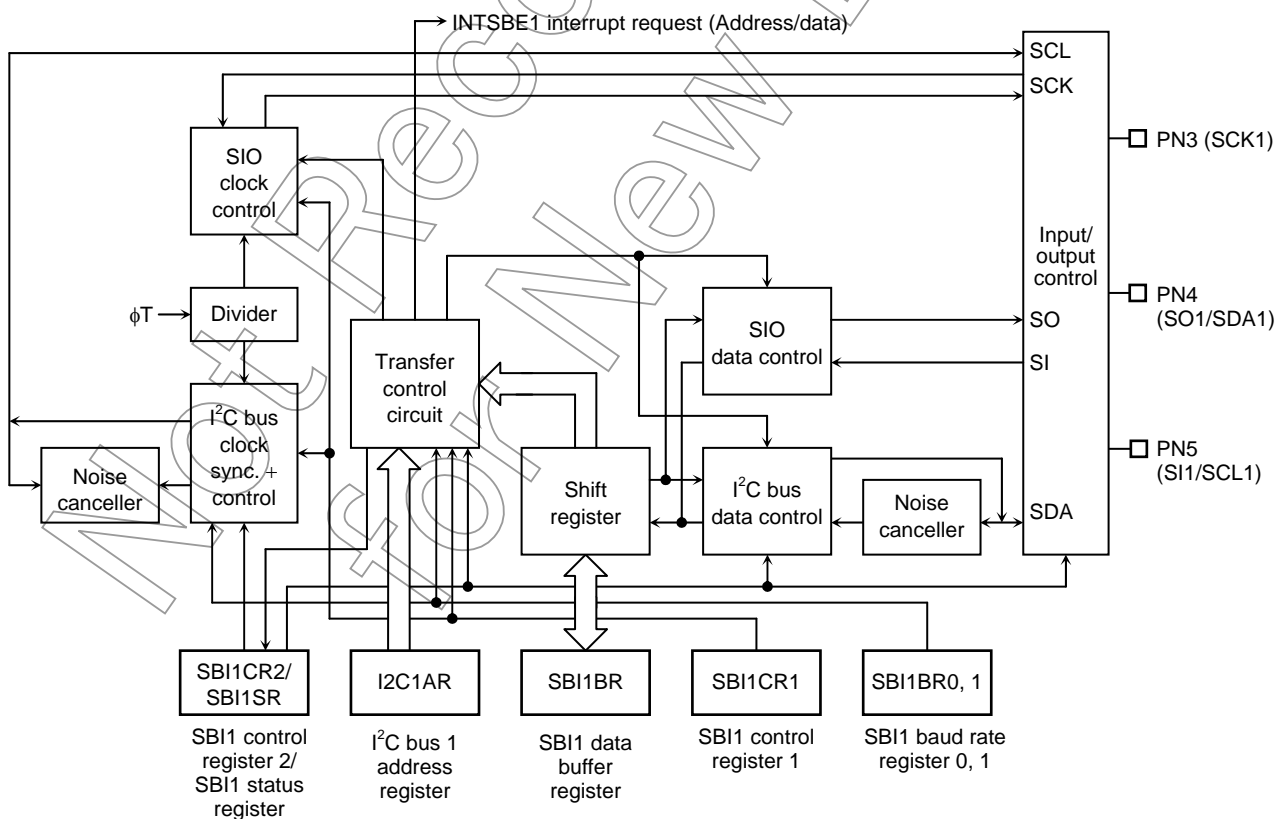 INTSBE1 interrupt request (Address/data)
SCL
SCK
SIO
clock
control
PN3 (SCK1)
Input/
output
control
φT
Divider
PN4
(SO1/SDA1)
SIO
data control
SO
SI
Transfer
control
circuit
I²C bus
clock
sync. +
control
Noise
canceller
Shift
register
I²C bus
data control
Noise
canceller
SDA
PN5
(SI1/SCL1)
SBI1CR2/
SBI1SR
I2C1AR
SBI1BR
SBI1CR1
SBI1BR0, 1
SBI1 control
register 2/
SBI1 status
register
I²C bus 1
address
register
SBI1 data
buffer
register
SBI1 control
register 1
SBI1 baud rate
register 0, 1
Not Reco
for New